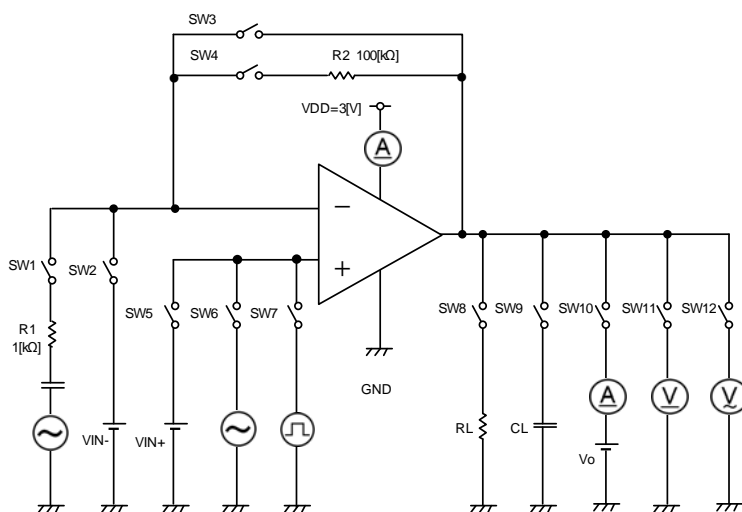 SW3
SW4
R2 100[kΩ]
VDD=3[V]
A
−
+
SW1
SW2
SW5
SW6
SW7
SW8
SW9
SW10
SW11
SW12
R1
1[kΩ]
GND
A
V
V
VIN-
VIN+
RL
CL
Vo